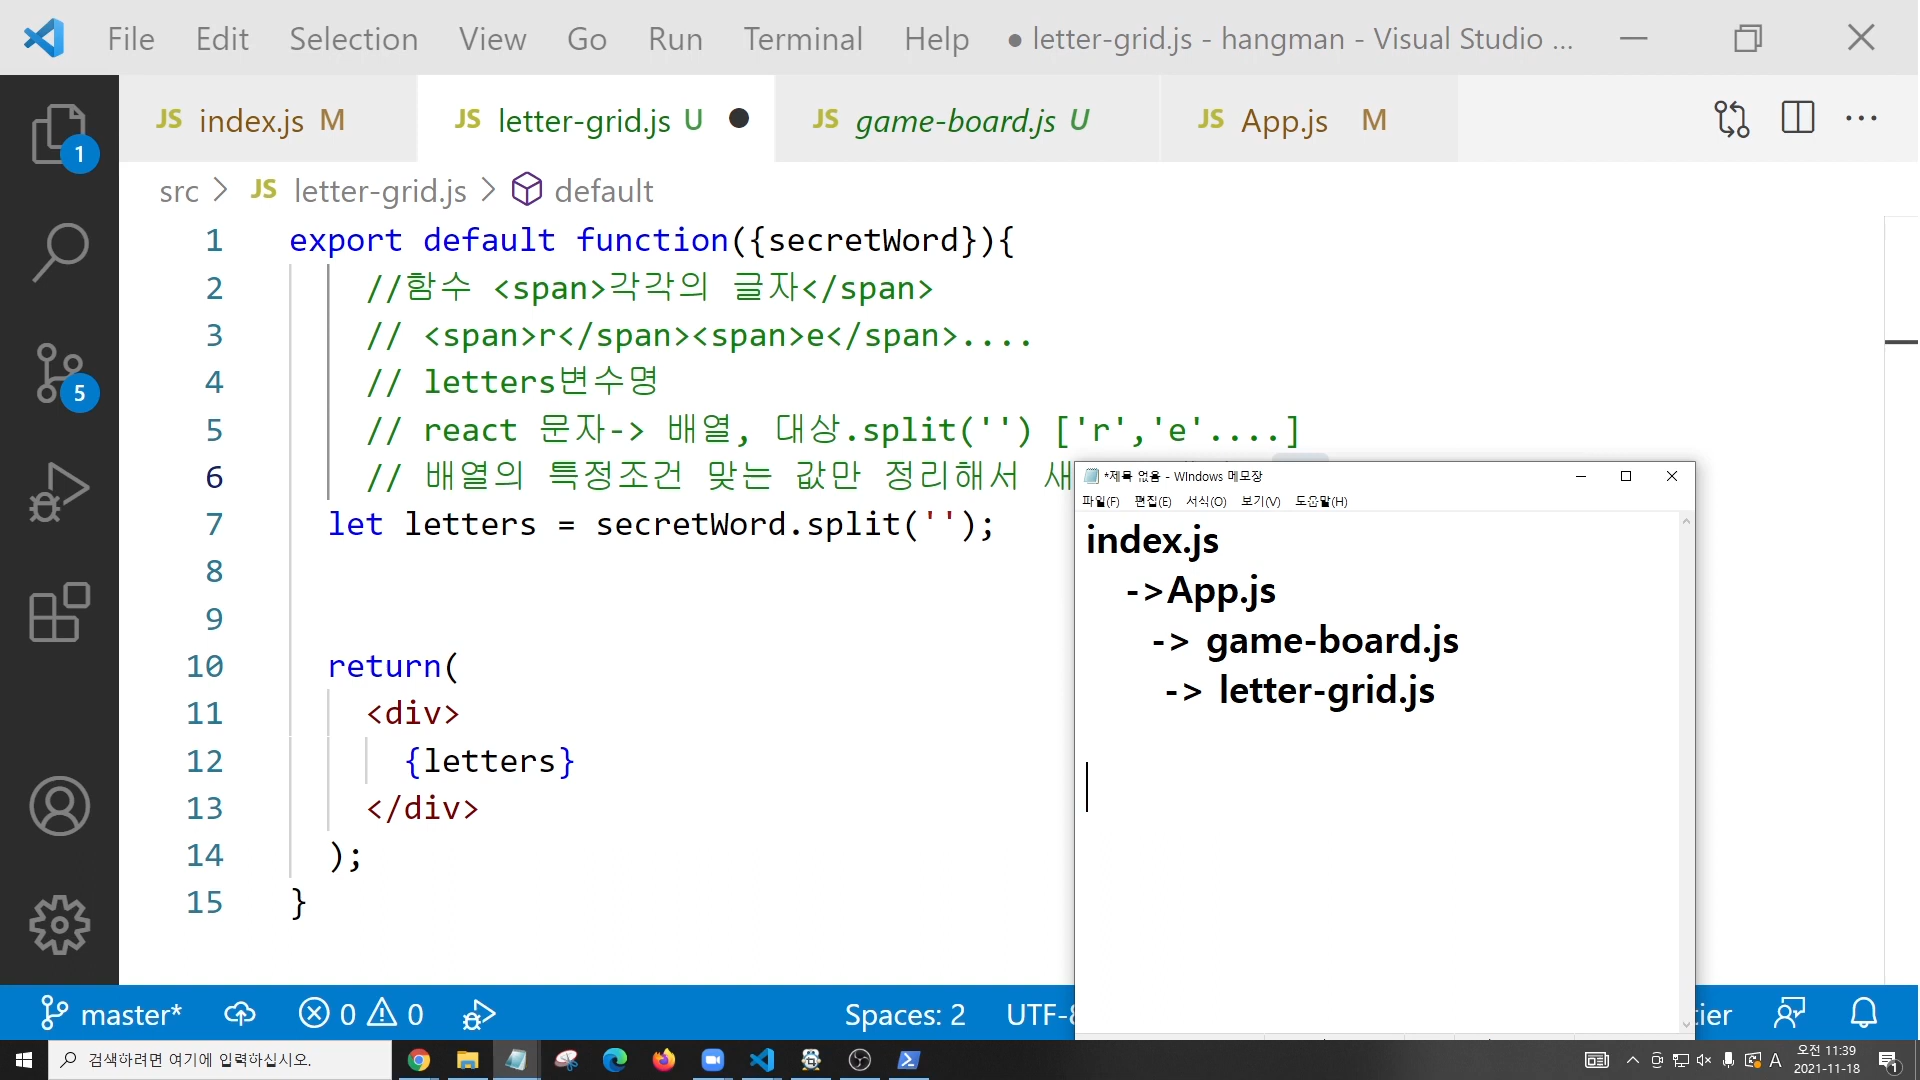 File Edit Selection View Go Run Terminal Help ● letter-grid.js - hangman - Visual Studio ...
JS index.js M JS letter-grid.js U ● JS game-board.js U JS App.js M
src > JS letter-grid.js > default
1 export default function({secretWord}){
2 //함수 <span>각각의 글자</span>
3 // <span>r</span><span>e</span>....
4 // letters변수명
5 // react 문자-> 배열, 대상.split('') ['r','e'....]
6 // 배열의 특정조건 맞는 값만 정리해서 새
7 let letters = secretWord.split('');
8
9
10 return(
11 <div>
12 {letters}
13 </div>
14 );
15 }
1
5
*제목 없음 - Windows 메모장
파일(F) 편집(E) 서식(O) 보기(V) 도움말(H)
index.js
->App.js
-> game-board.js
-> letter-grid.js
master* 0 0 Spaces: 2 UTF-8 tier
검색하려면 여기에 입력하십시오.
A 오전 11:39
2021-11-18
1